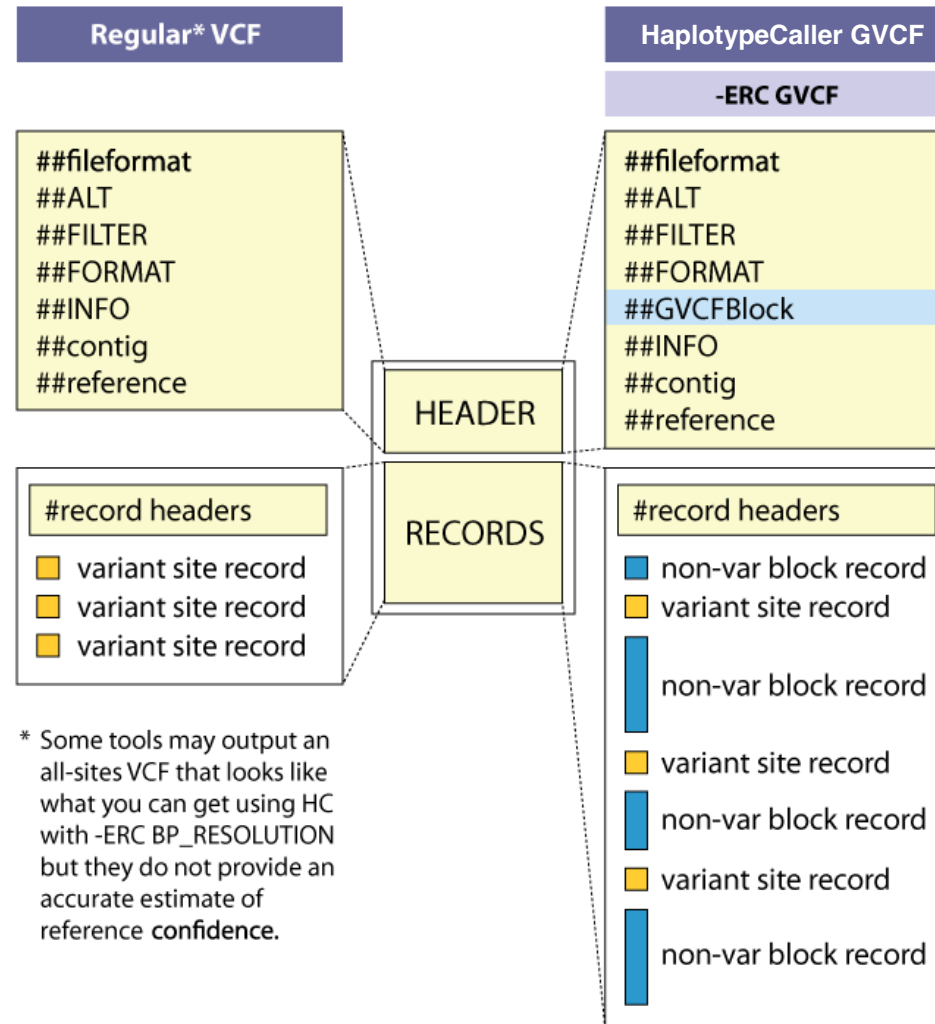 Regular* VCF
##fileformat
##ALT
##FILTER
##FORMAT
##INFO
##contig
##reference
#record headers
variant site record
variant site record
variant site record
* Some tools may output an
all-sites VCF that looks like
what you can get using HC
with -ERC BP_RESOLUTION
but they do not provide an
accurate estimate of
reference confidence.
HEADER
RECORDS
HaplotypeCaller GVCF
-ERC GVCF
##fileformat
##ALT
##FILTER
##FORMAT
##GVCFBlock
##INFO
##contig
##reference
#record headers
non-var block record
variant site record
non-var block record
variant site record
non-var block record
variant site record
non-var block record